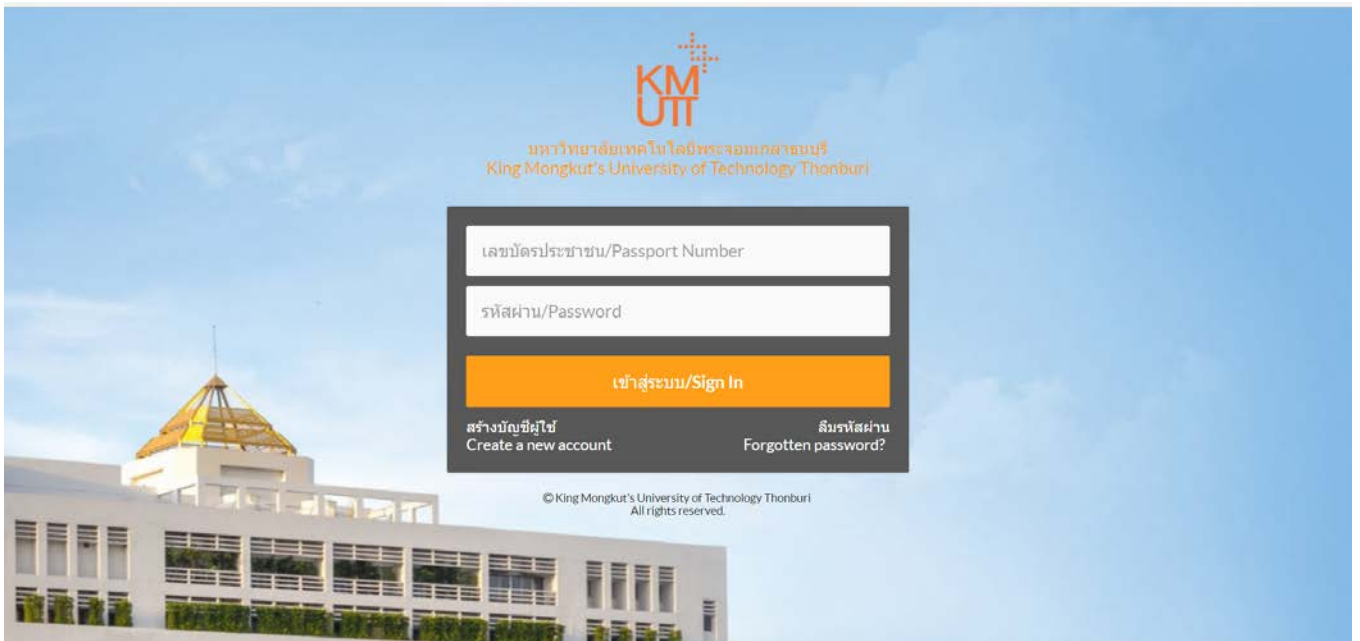 KM
UTT
มหาวิทยาลัยเทคโนโลยีพระจอมเกล้าธนบุรี
King Mongkut's University of Technology Thonburi
เลขบัตรประชาชน/Passport Number
รหัสผ่าน/Password
เข้าสู่ระบบ/Sign In
สร้างบัญชีผู้ใช้
Create a new account
ลืมรหัสผ่าน
Forgotten password?
© King Mongkut's University of Technology Thonburi
All rights reserved.